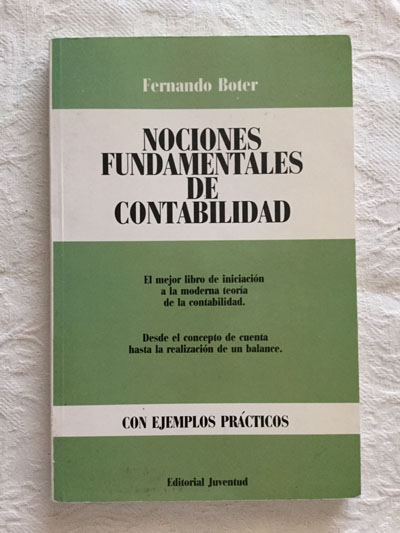 Fernando Boter
NOCIONES
FUNDAMENTALES
DE
CONTABILIDAD
El mejor libro de iniciación
a la moderna teoría
de la contabilidad.
Desde el concepto de cuenta
hasta la realización de un balance.
CON EJEMPLOS PRÁCTICOS
Editorial Juventud